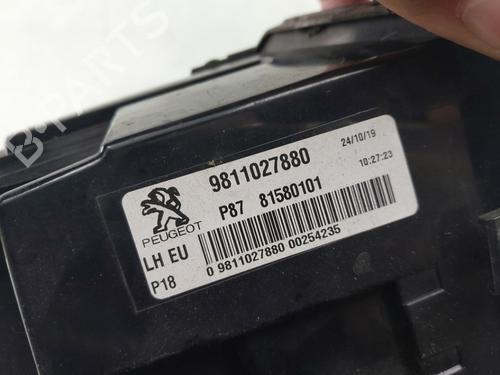 9811027880 24/10/19
P87 81580101 10:27:23
PEUGEOT
LH EU
P18 0 9811027880 00254235
B-PARTS